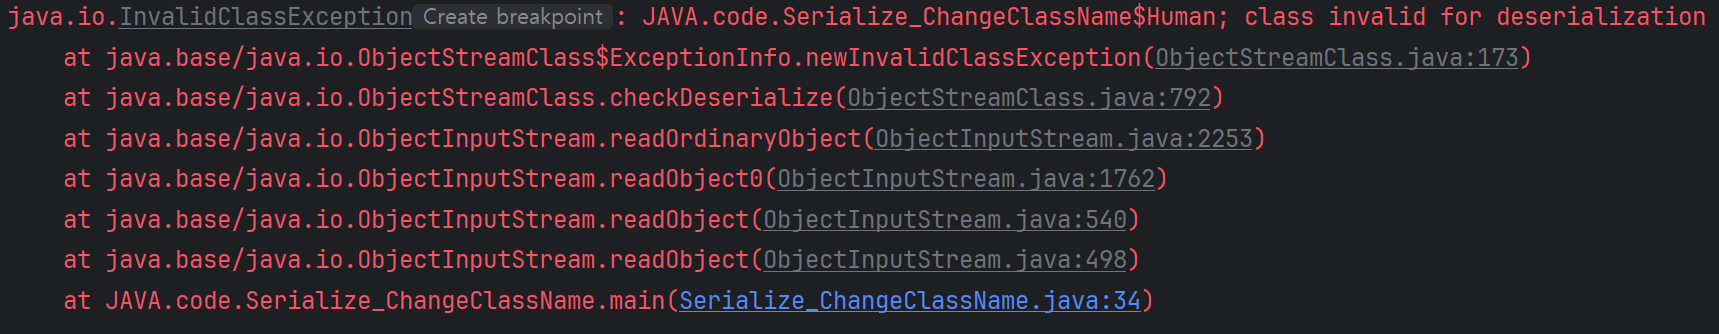 java.io.InvalidClassException Create breakpoint : JAVA.code.Serialize_ChangeClassName$Human; class invalid for deserialization
at java.base/java.io.ObjectStreamClass$ExceptionInfo.newInvalidClassException(ObjectStreamClass.java:173)
at java.base/java.io.ObjectStreamClass.checkDeserialize(ObjectStreamClass.java:792)
at java.base/java.io.ObjectInputStream.readOrdinaryObject(ObjectInputStream.java:2253)
at java.base/java.io.ObjectInputStream.readObject0(ObjectInputStream.java:1762)
at java.base/java.io.ObjectInputStream.readObject(ObjectInputStream.java:540)
at java.base/java.io.ObjectInputStream.readObject(ObjectInputStream.java:498)
at JAVA.code.Serialize_ChangeClassName.main(Serialize_ChangeClassName.java:34)